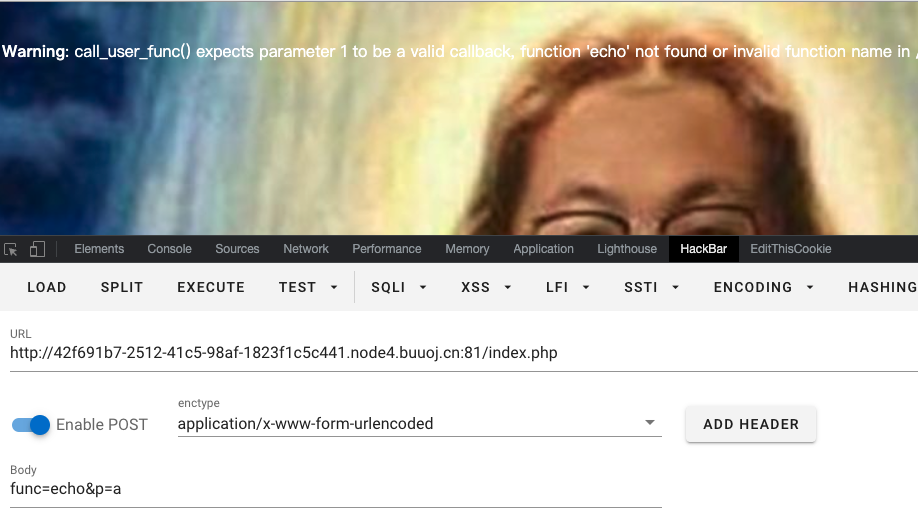 Warning: call_user_func() expects parameter 1 to be a valid callback, function 'echo' not found or invalid function name in /
Elements Console Sources Network Performance Memory Application Lighthouse HackBar EditThisCookie
LOAD SPLIT EXECUTE TEST SQLI XSS LFI SSTI ENCODING HASHING
URL
http://42f691b7-2512-41c5-98af-1823f1c5c441.node4.buuoj.cn:81/index.php
Enable POST
enctype
application/x-www-form-urlencoded
ADD HEADER
Body
func=echo&p=a